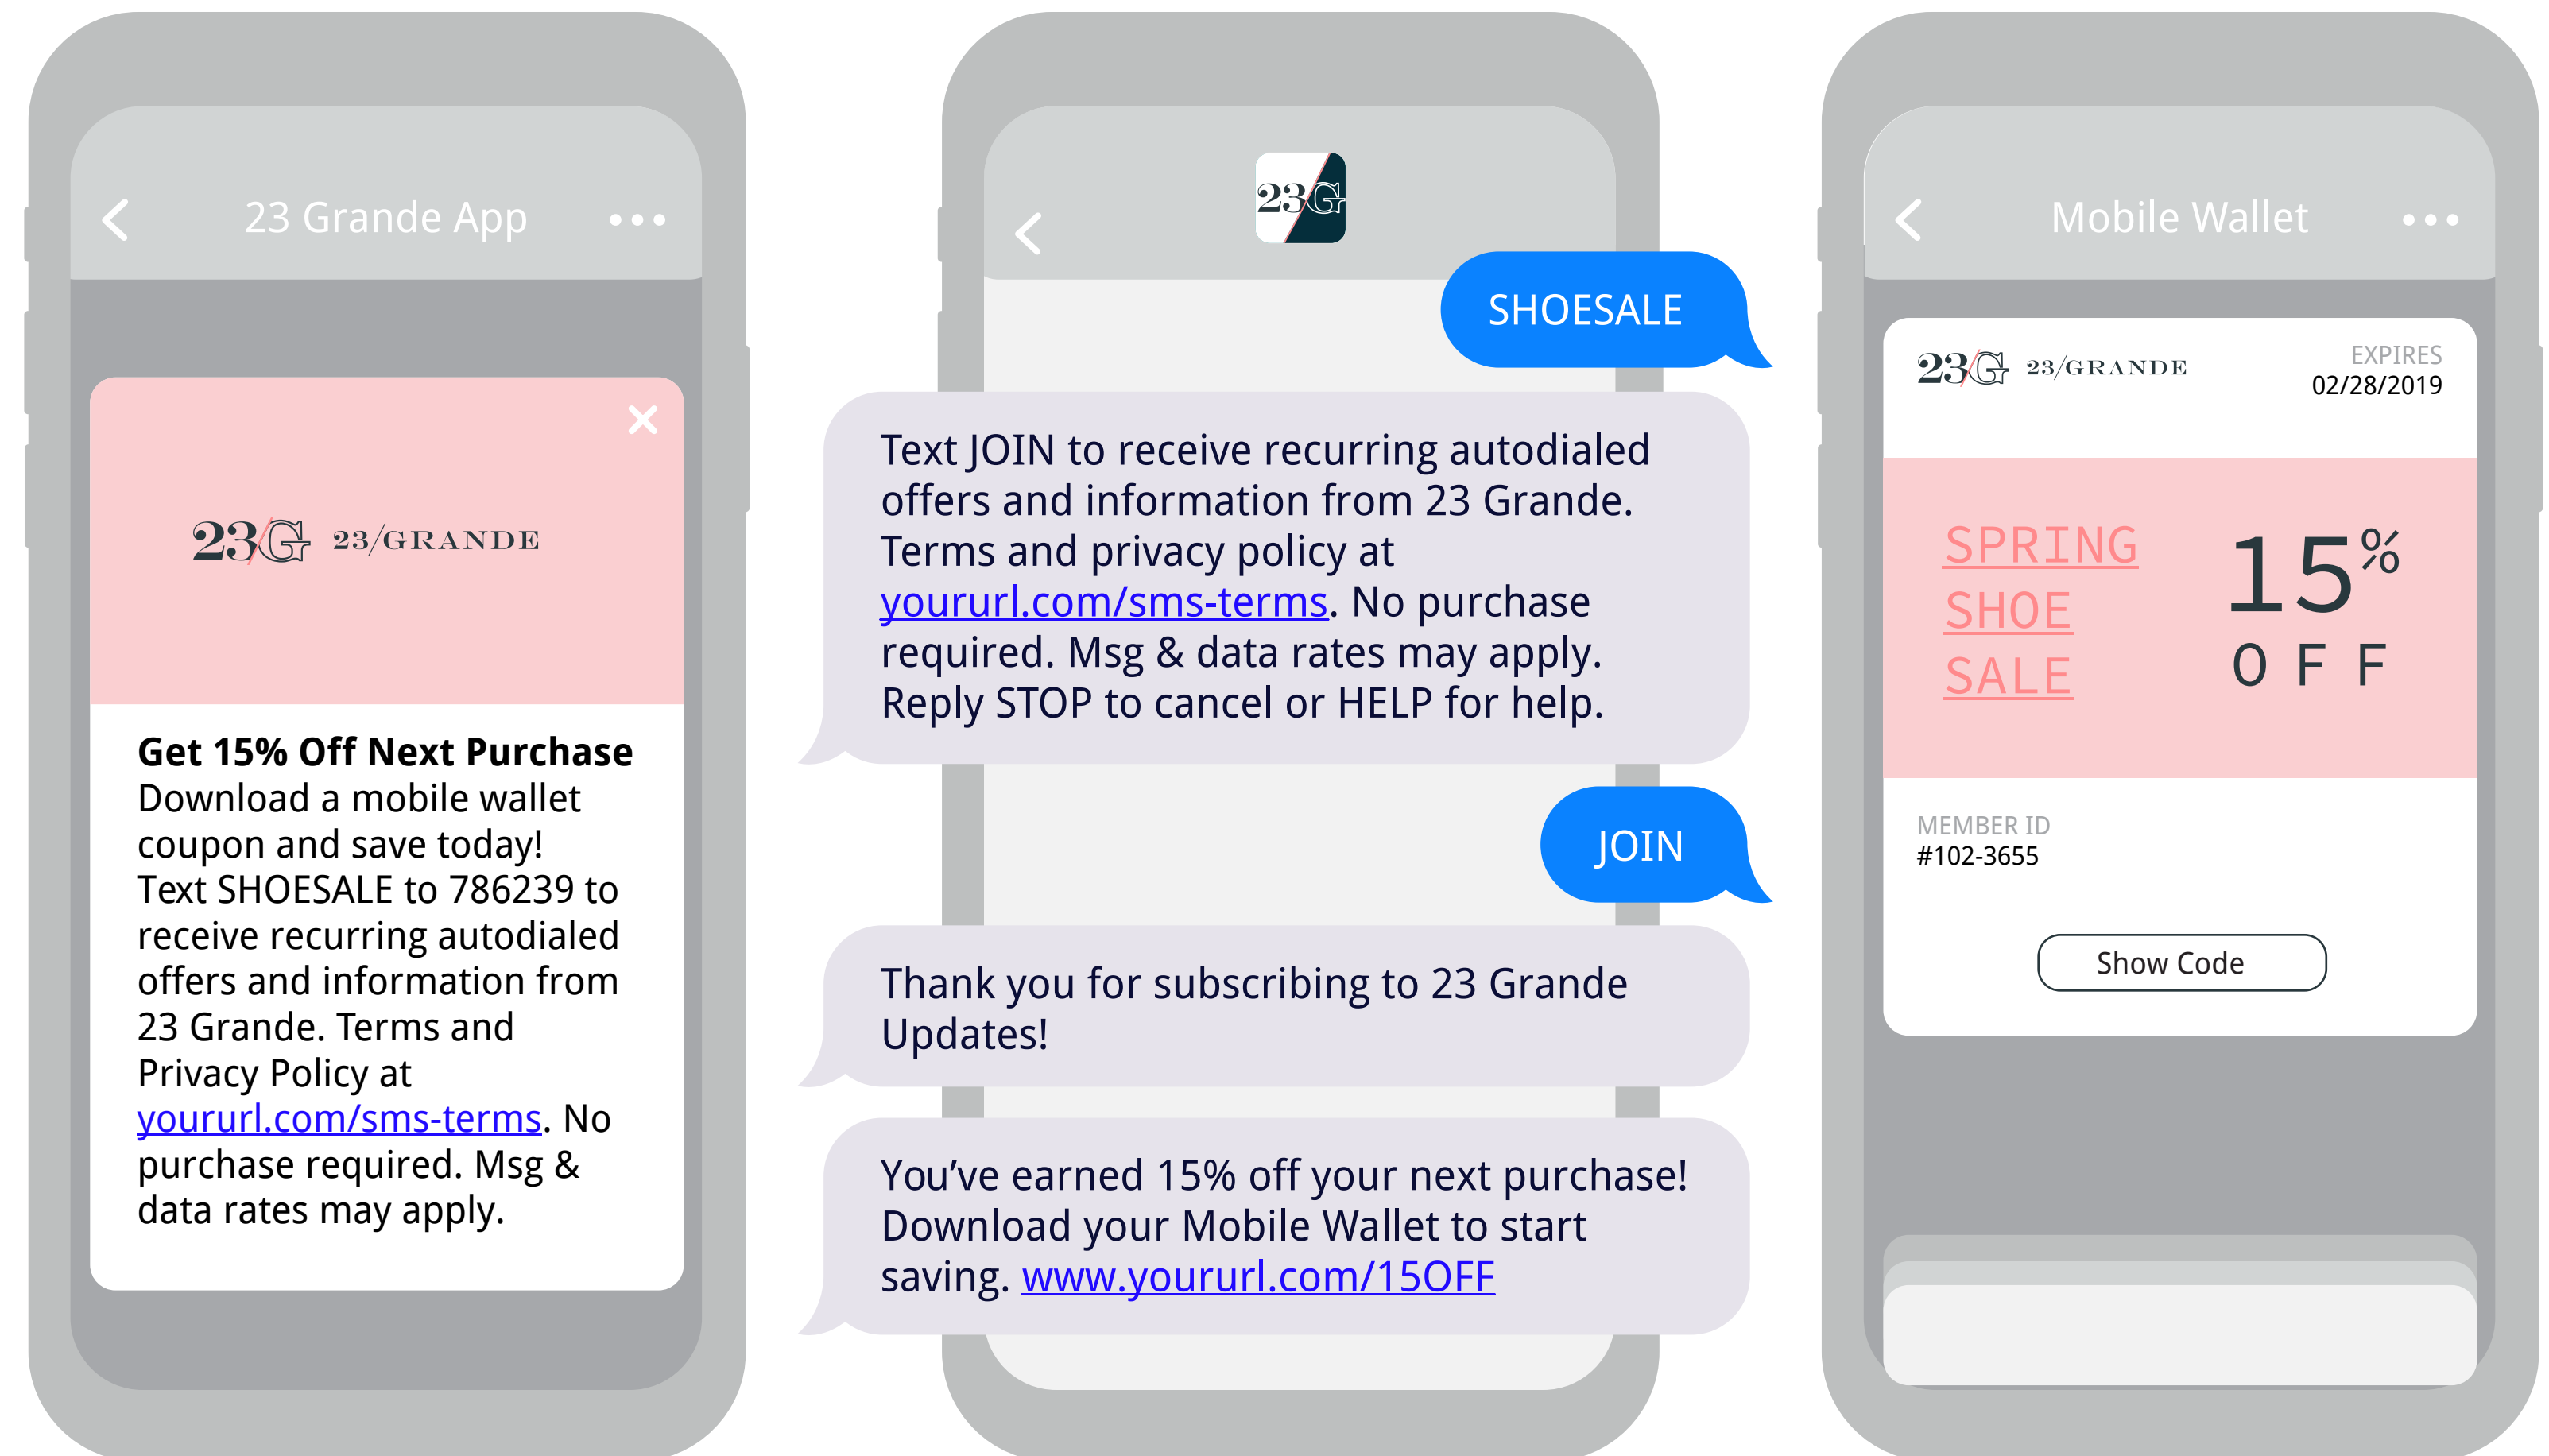 23 Grande App
23/G 23/GRANDE
Get 15% Off Next Purchase
Download a mobile wallet
coupon and save today!
Text SHOESALE to 786239 to
receive recurring autodialed
offers and information from
23 Grande. Terms and
Privacy Policy at
yoururl.com/sms-terms. No
purchase required. Msg &
data rates may apply.
23/G
SHOESALE
Text JOIN to receive recurring autodialed
offers and information from 23 Grande.
Terms and privacy policy at
yoururl.com/sms-terms. No purchase
required. Msg & data rates may apply.
Reply STOP to cancel or HELP for help.
JOIN
Thank you for subscribing to 23 Grande
Updates!
You’ve earned 15% off your next purchase!
Download your Mobile Wallet to start
saving. www.yoururl.com/15OFF
Mobile Wallet
23/G 23/GRANDE
EXPIRES
02/28/2019
SPRING
SHOE
SALE
15%
OFF
MEMBER ID
#102-3655
Show Code